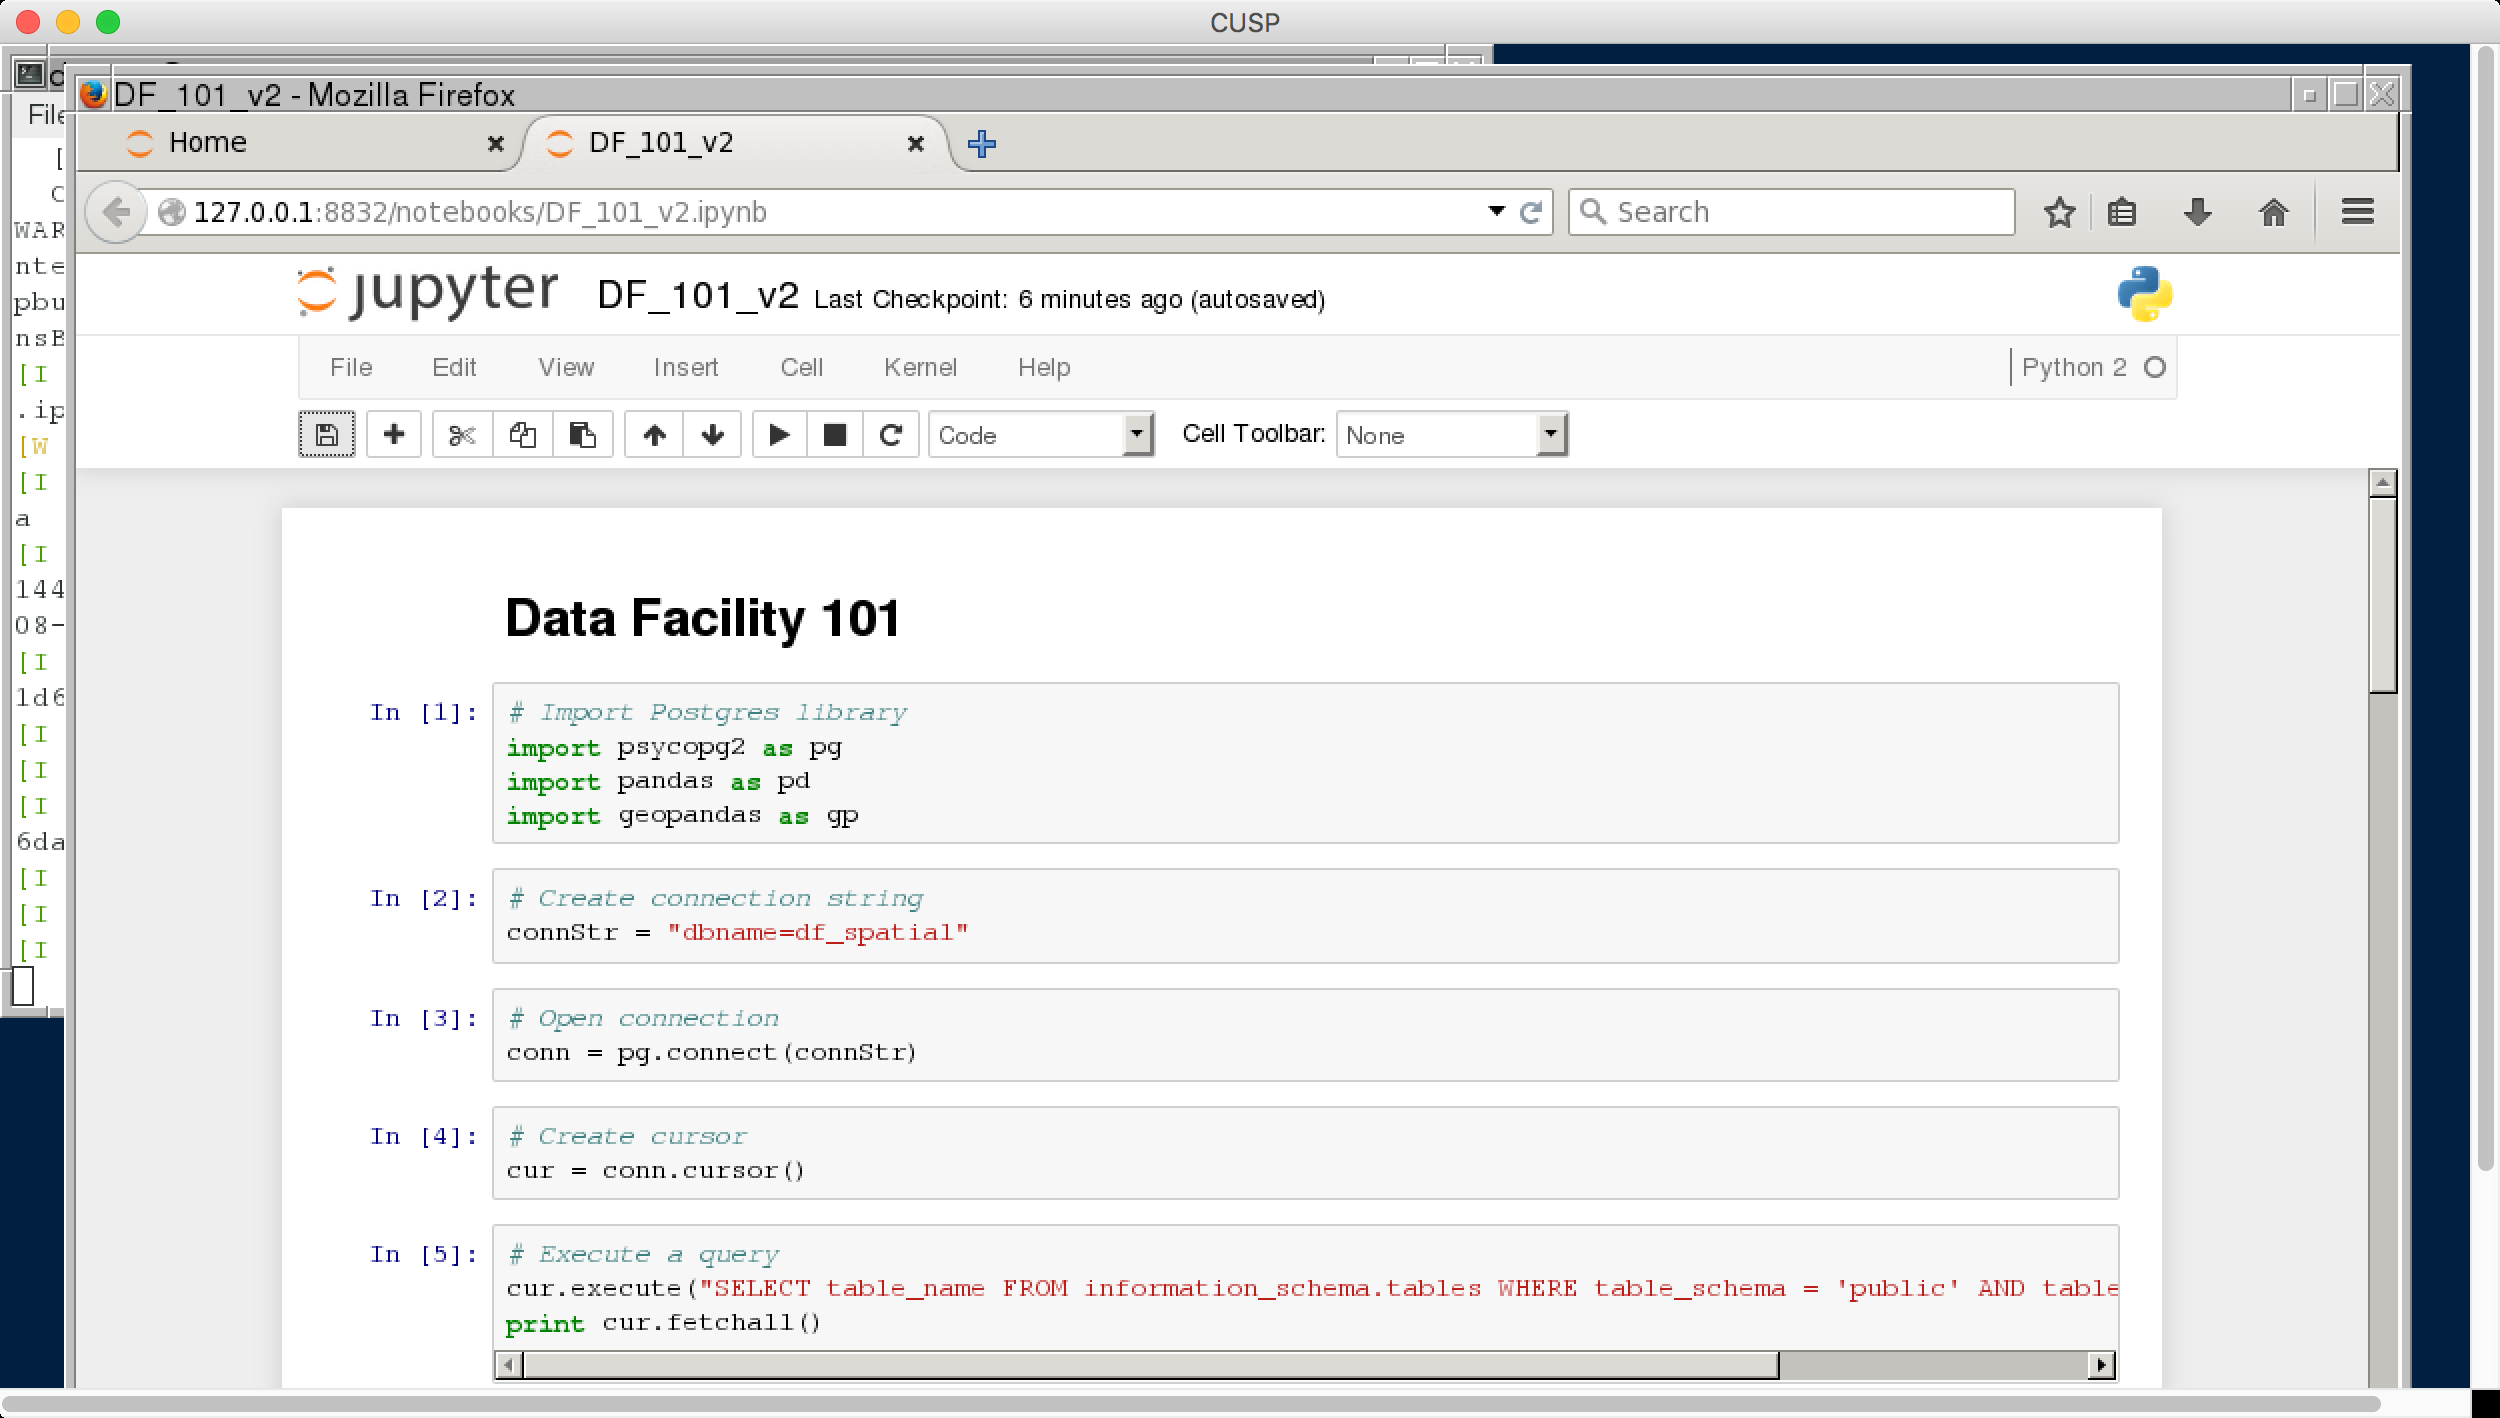 CUSP
DF_101_v2 - Mozilla Firefox
File
Home
DF_101_v2
127.0.0.1:8832/notebooks/DF_101_v2.ipynb
Search
jupyter DF_101_v2 Last Checkpoint: 6 minutes ago (autosaved)
File Edit View Insert Cell Kernel Help
Python 2
Code
Cell Toolbar: None
Data Facility 101
In [1]: # Import Postgres library
import psycopg2 as pg
import pandas as pd
import geopandas as gp
In [2]: # Create connection string
connStr = "dbname=df_spatial"
In [3]: # Open connection
conn = pg.connect(connStr)
In [4]: # Create cursor
cur = conn.cursor()
In [5]: # Execute a query
cur.execute("SELECT table_name FROM information_schema.tables WHERE table_schema = 'public' AND table
print cur.fetchall()
[
C
WAR
nte
pbu
nsB
[I
.ip
[W
[I
a
[I
144
08-
[I
1d6
[I
[I
[I
6da
[I
[I
[I